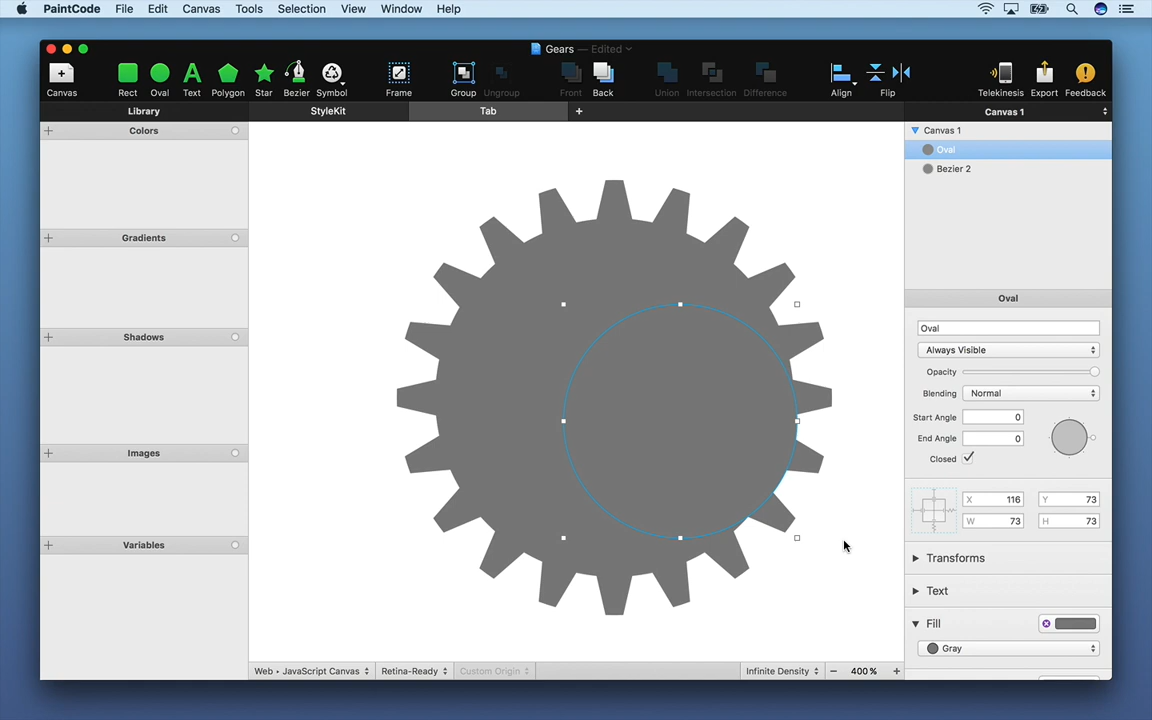 PaintCode File Edit Canvas Tools Selection View Window Help
Gears — Edited
Canvas Rect Oval Text Polygon Star Bezier Symbol Frame Group Ungroup Front Back Union Intersection Difference Align Flip Telekinesis Export Feedback
Library StyleKit Tab + Canvas 1
Colors
Canvas 1
Oval
Bezier 2
Gradients
Oval
Oval
Shadows
Always Visible
Opacity
Blending Normal
Start Angle 0
End Angle 0
Images
Closed
X 116 Y 73
W 73 H 73
Variables
Transforms
Text
Fill
Gray
Web • JavaScript Canvas Retina-Ready Custom Origin Infinite Density − 400 % +